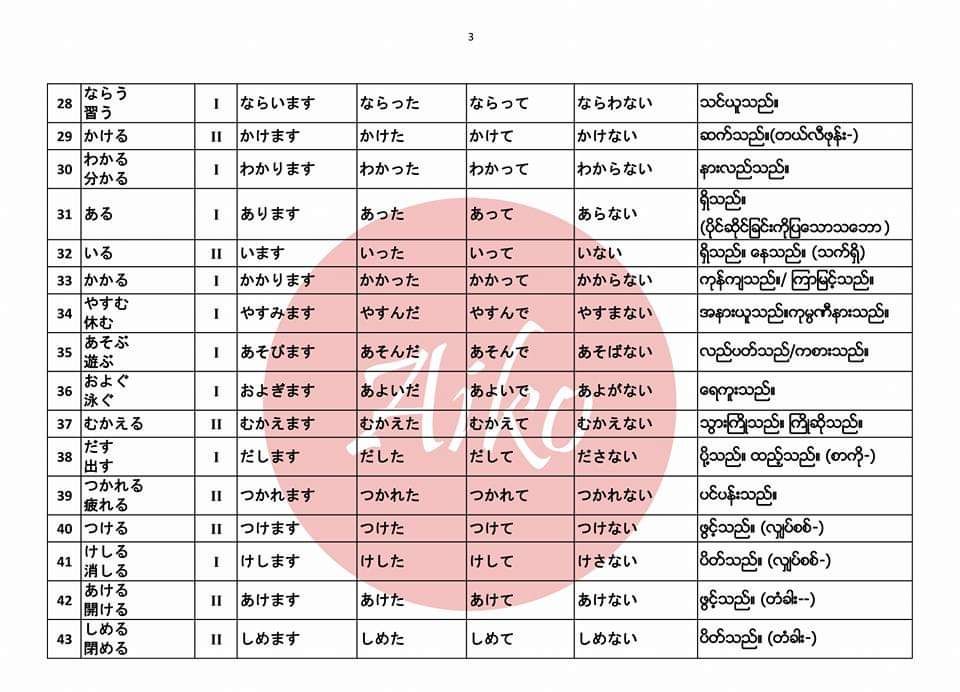 3
28 ならう I ならいます ならった ならって ならわない သင်ယူသည်။
習う
29 かける II かけます かけた かけて かけない ဆက်သည်။(တယ်လီဖုန်း-)
30 わかる I わかります わかった わかって わからない နားလည်သည်။
分かる
31 ある I あります あった あって あらない ရှိသည်။
(ပိုင်ဆိုင်ခြင်းကိုပြသောသဘော)
32 いる II います いった いって いない ရှိသည်။ နေသည်။ (သက်ရှိ)
33 かかる I かかります かかった かかって かからない ကုန်ကျသည်။/ ကြာမြင့်သည်။
34 やすむ I やすみます やすんだ やすんで やすまない အနားယူသည်။ကုမ္ပဏီနားသည်။
休む
35 あそぶ I あそびます あそんだ あそんで あそばない လည်ပတ်သည်/ကစားသည်။
遊ぶ
36 およぐ I およぎます あよいだ あよいで あよがない ရေကူးသည်။
泳ぐ
37 むかえる II むかえます むかえた むかえて むかえない သွားကြိုသည်။ ကြိုဆိုသည်။
38 だす I だします だした だして ださない ပို့သည်။ ထည့်သည်။ (စာကို-)
出す
39 つかれる II つかれます つかれた つかれて つかれない ပင်ပန်းသည်။
疲れる
40 つける II つけます つけた つけて つけない ဖွင့်သည်။ (လျှပ်စစ်-)
41 けしる I けします けした けして けさない ပိတ်သည်။ (လျှပ်စစ်-)
消しる
42 あける II あけます あけた あけて あけない ဖွင့်သည်။ (တံခါး--)
開ける
43 しめる II しめます しめた しめて しめない ပိတ်သည်။ (တံခါး-)
閉める
Aiko